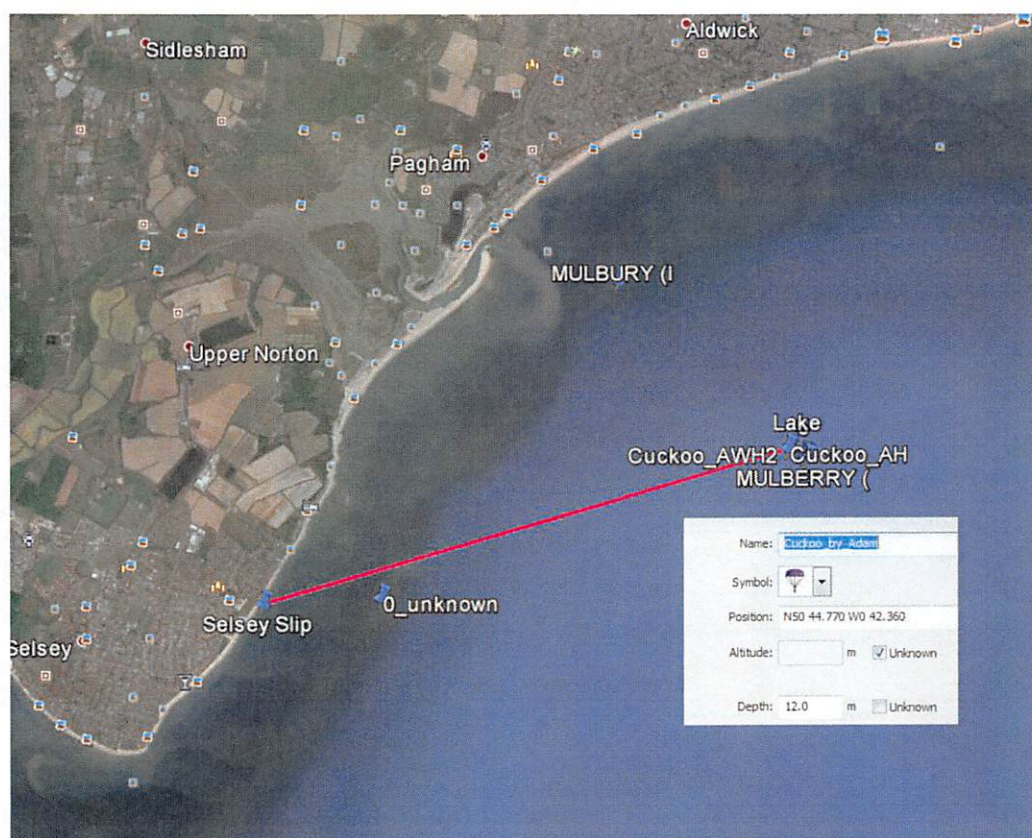 Sidlesham
Aldwick
Pagham
MULBURY (I
Upper Norton
Lake
Cuckoo_AWH2 Cuckoo_AH
MULBERRY (
0_unknown
Selsey Slip
Selsey
Name: Cuckoo_by_Adam
Symbol:
Position: N50 44.770 W0 42.360
Altitude: m Unknown
Depth: 12.0 m Unknown